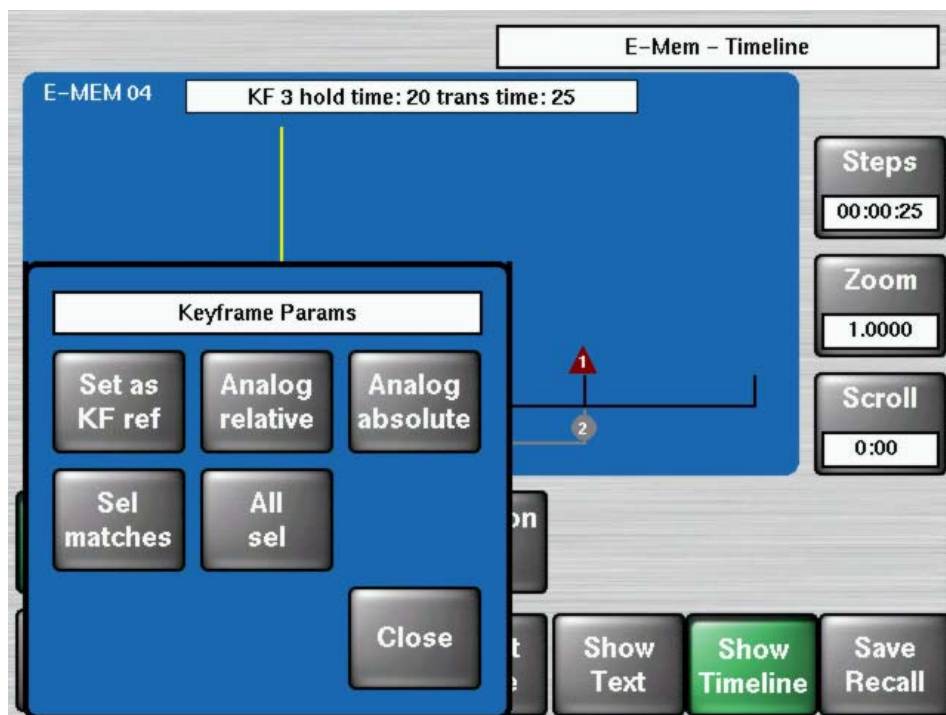 E-Mem – Timeline
E-MEM 04
KF 3 hold time: 20 trans time: 25
Steps
00:00:25
Zoom
1.0000
Scroll
0:00
Keyframe Params
Set as
KF ref
Analog
relative
Analog
absolute
1
2
Sel
matches
All
sel
on
Close
t
e
Show
Text
Show
Timeline
Save
Recall